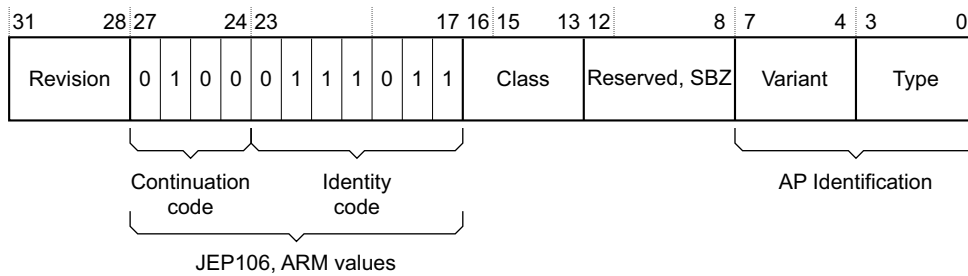 31 28 27 24 23 17 16 15 13 12 8 7 4 3 0
Revision 0 1 0 0 0 1 1 1 0 1 1 Class Reserved, SBZ Variant Type
Continuation code
Identity code
AP Identification
JEP106, ARM values